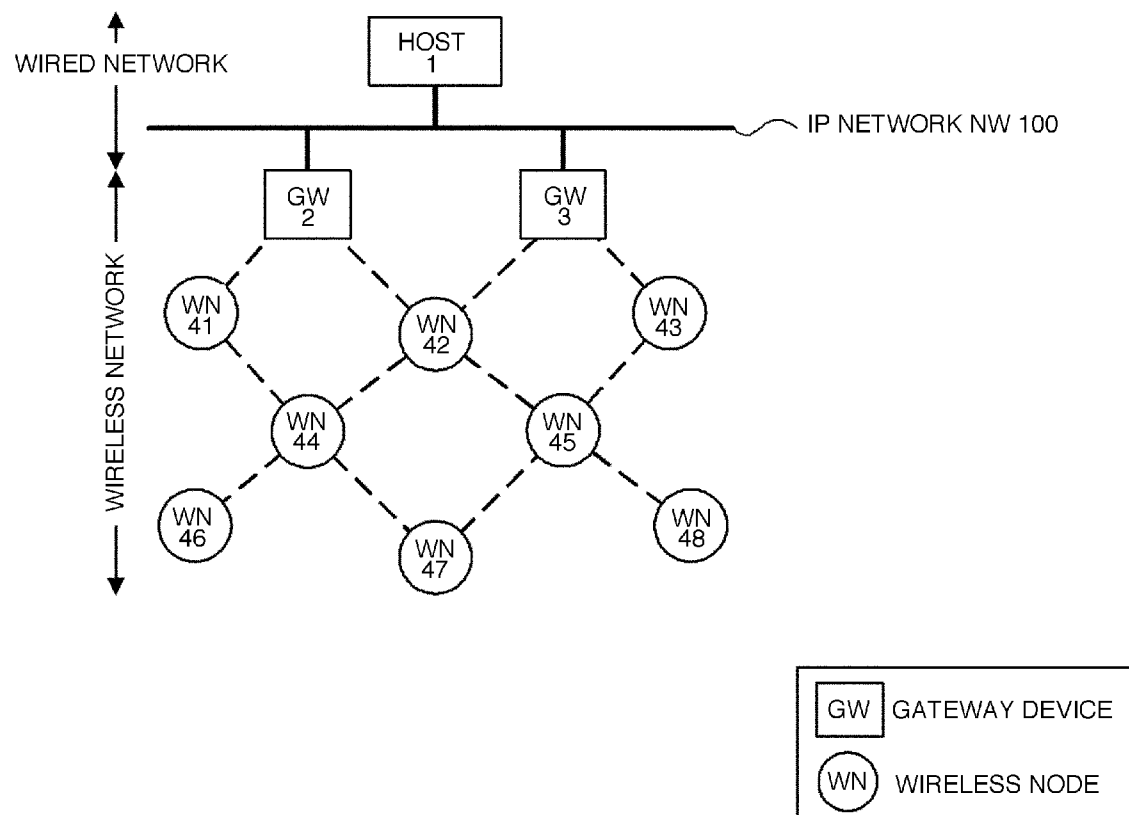 HOST
1
WIRED NETWORK
IP NETWORK NW 100
GW
2
GW
3
WIRELESS NETWORK
WN
41
WN
42
WN
43
WN
44
WN
45
WN
46
WN
47
WN
48
GW GATEWAY DEVICE
WN WIRELESS NODE